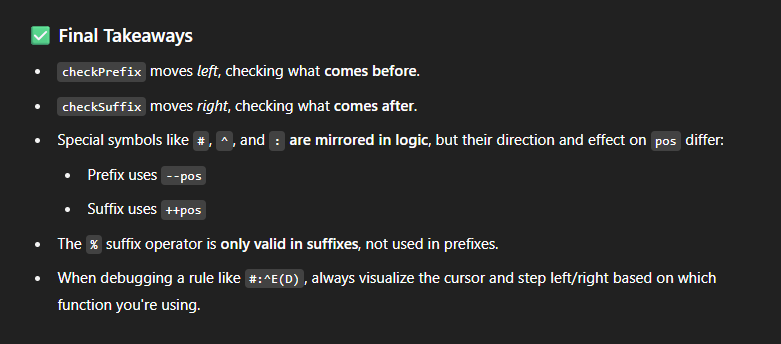 ✅ Final Takeaways
• checkPrefix moves left, checking what comes before.
• checkSuffix moves right, checking what comes after.
• Special symbols like #, ^, and : are mirrored in logic, but their direction and effect on pos differ:
• Prefix uses --pos
• Suffix uses ++pos
• The % suffix operator is only valid in suffixes, not used in prefixes.
• When debugging a rule like #:^E(D), always visualize the cursor and step left/right based on which
function you're using.